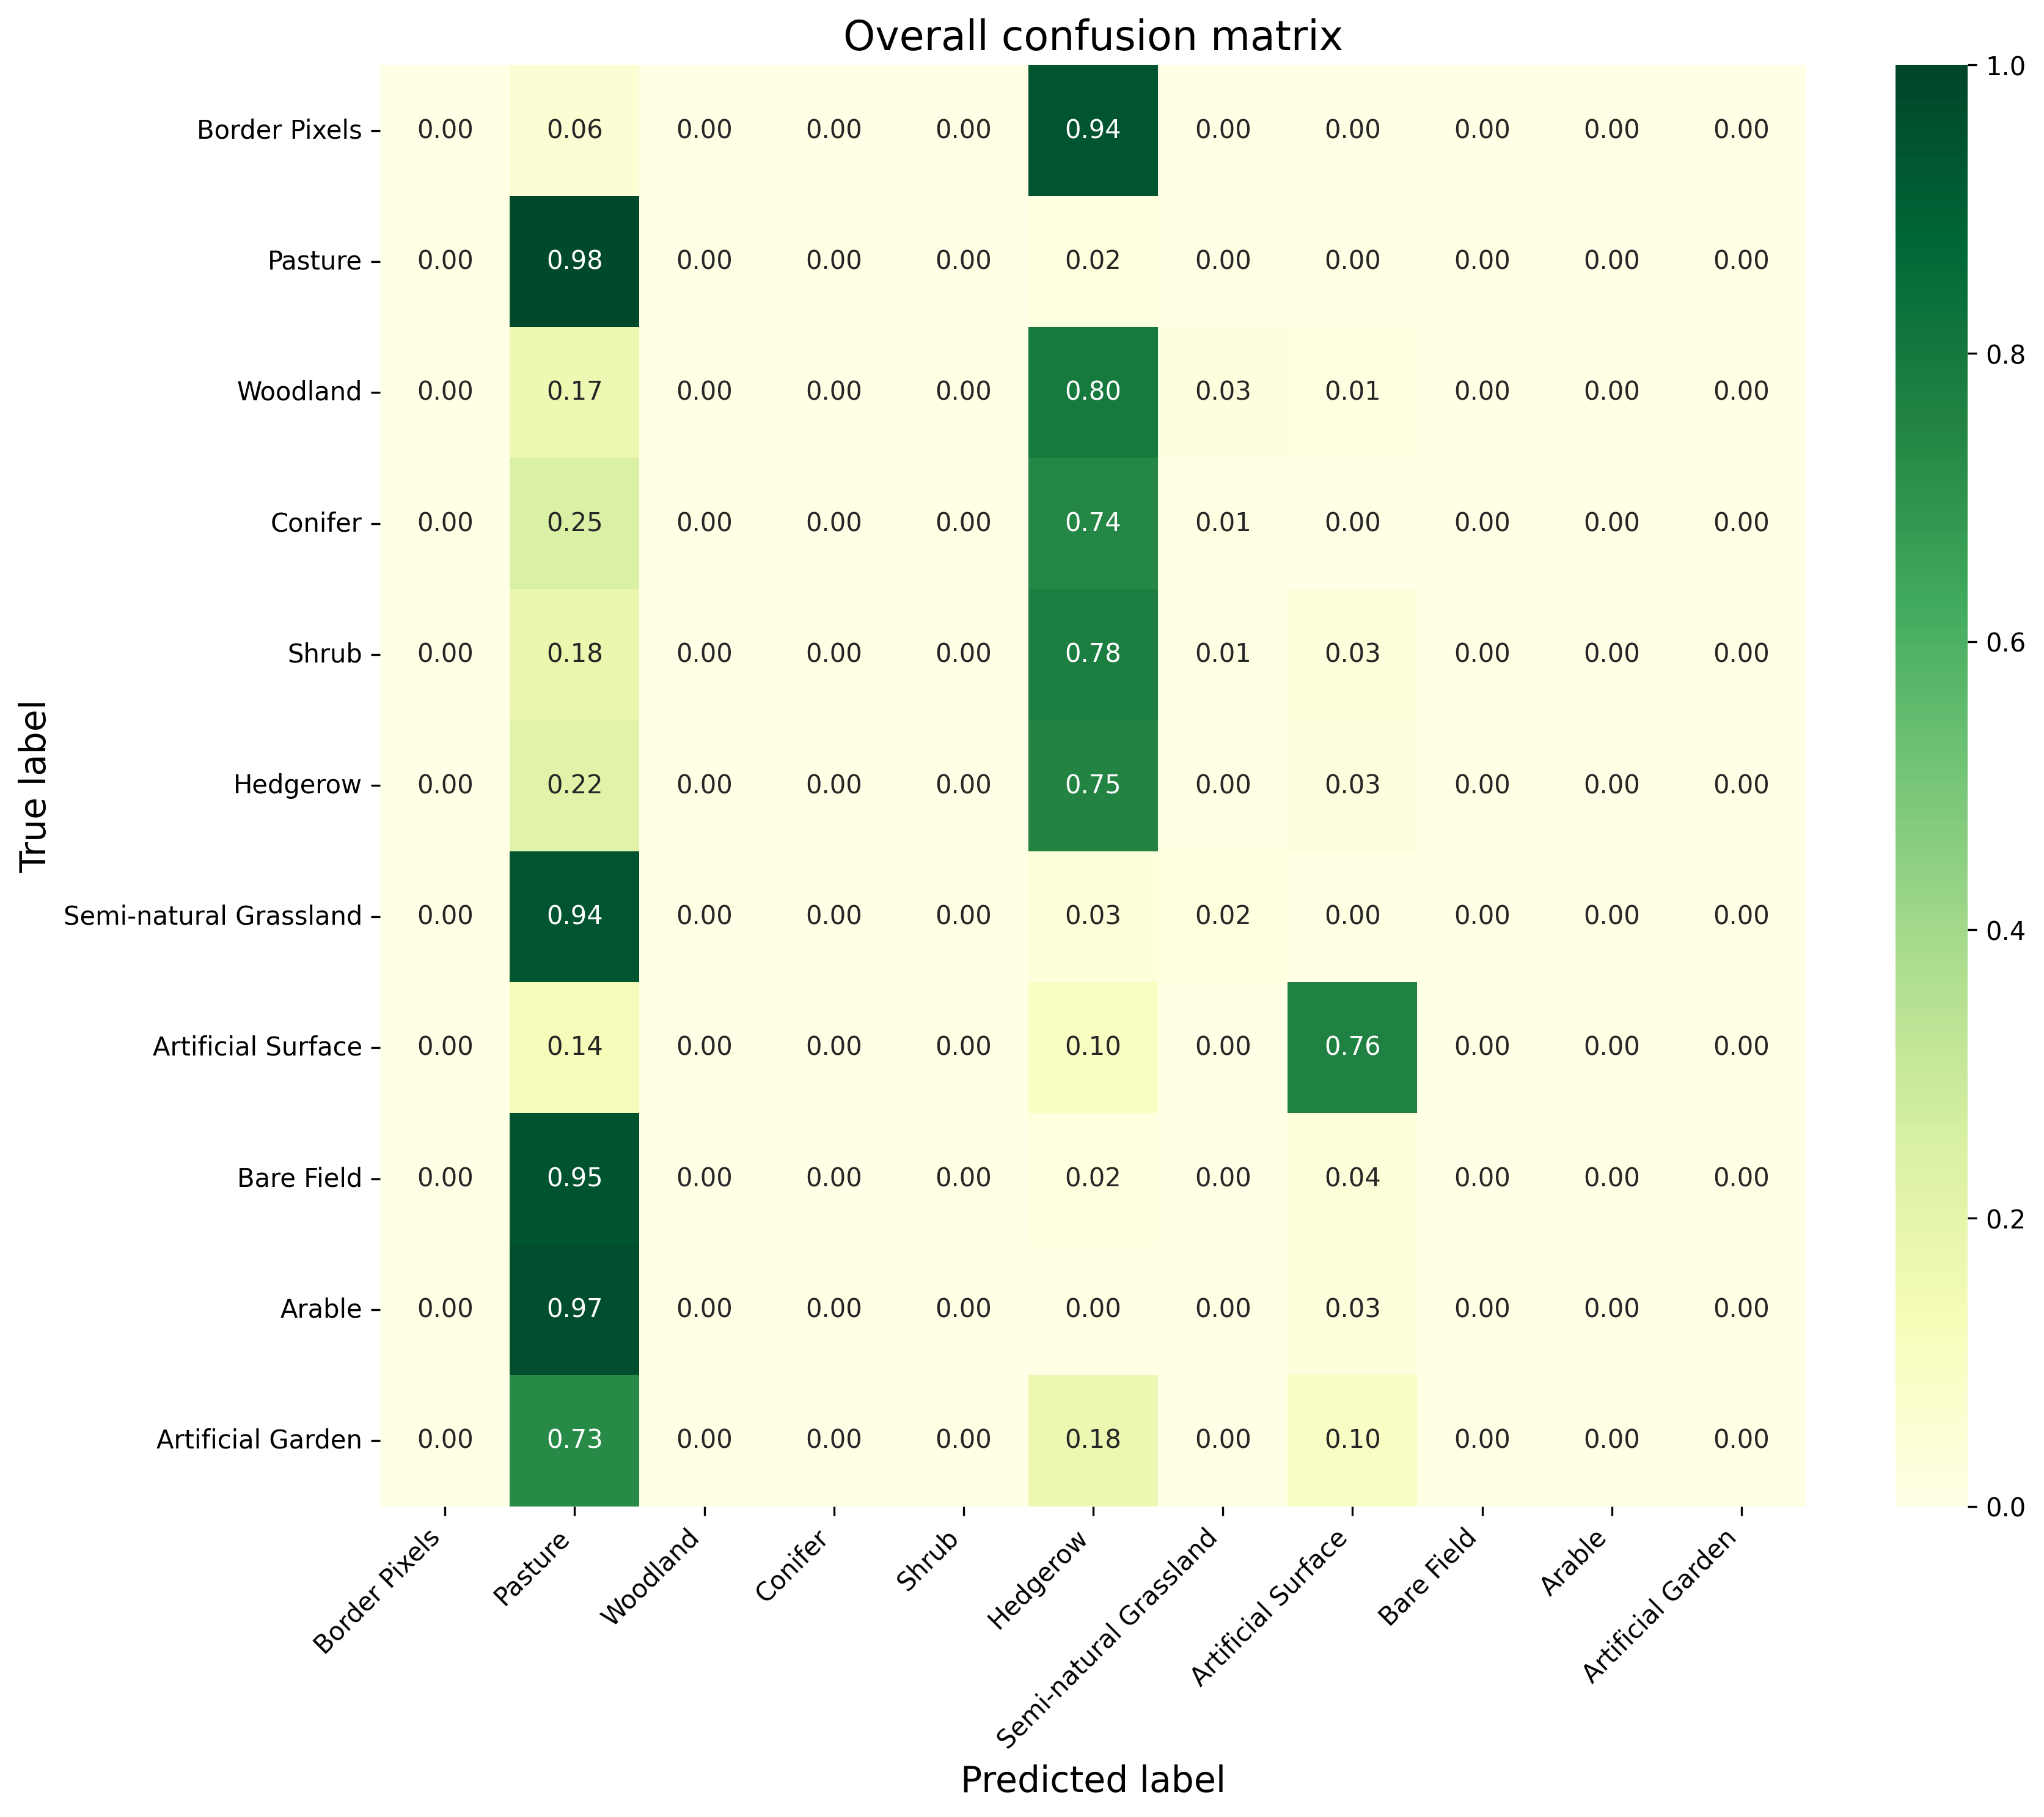 Overall confusion matrix
True label
Border Pixels 0.00 0.06 0.00 0.00 0.00 0.94 0.00 0.00 0.00 0.00 0.00
Pasture 0.00 0.98 0.00 0.00 0.00 0.02 0.00 0.00 0.00 0.00 0.00
Woodland 0.00 0.17 0.00 0.00 0.00 0.80 0.03 0.01 0.00 0.00 0.00
Conifer 0.00 0.25 0.00 0.00 0.00 0.74 0.01 0.00 0.00 0.00 0.00
Shrub 0.00 0.18 0.00 0.00 0.00 0.78 0.01 0.03 0.00 0.00 0.00
Hedgerow 0.00 0.22 0.00 0.00 0.00 0.75 0.00 0.03 0.00 0.00 0.00
Semi-natural Grassland 0.00 0.94 0.00 0.00 0.00 0.03 0.02 0.00 0.00 0.00 0.00
Artificial Surface 0.00 0.14 0.00 0.00 0.00 0.10 0.00 0.76 0.00 0.00 0.00
Bare Field 0.00 0.95 0.00 0.00 0.00 0.02 0.00 0.04 0.00 0.00 0.00
Arable 0.00 0.97 0.00 0.00 0.00 0.00 0.00 0.03 0.00 0.00 0.00
Artificial Garden 0.00 0.73 0.00 0.00 0.00 0.18 0.00 0.10 0.00 0.00 0.00
Border Pixels
Pasture
Woodland
Conifer
Shrub
Hedgerow
Semi-natural Grassland
Artificial Surface
Bare Field
Arable
Artificial Garden
Predicted label
1.0
0.8
0.6
0.4
0.2
0.0